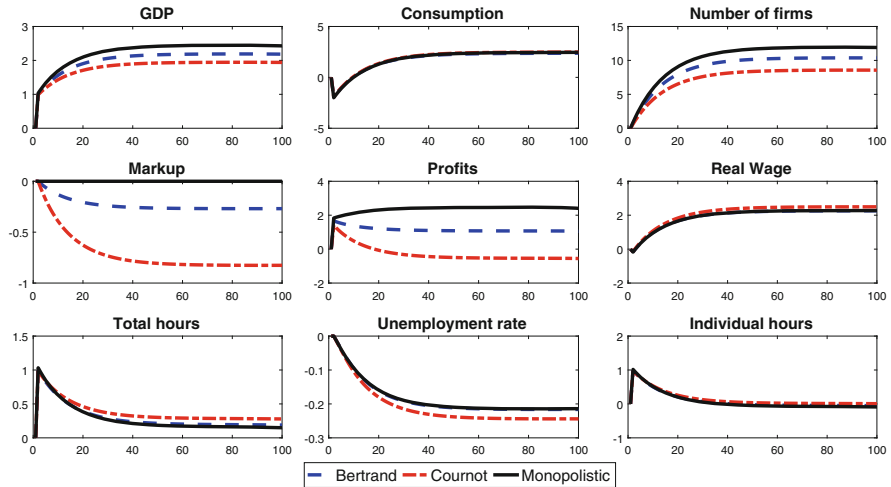 GDP
Consumption
Number of firms
3
2
1
0
0 20 40 60 80 100
5
0
-5
0 20 40 60 80 100
15
10
5
0
0 20 40 60 80 100
Markup
Profits
Real Wage
0
-0.5
-1
0 20 40 60 80 100
4
2
0
-2
0 20 40 60 80 100
4
2
0
-2
0 20 40 60 80 100
Total hours
Unemployment rate
Individual hours
1.5
1
0.5
0
0 20 40 60 80 100
0
-0.1
-0.2
-0.3
0 20 40 60 80 100
2
1
0
-1
0 20 40 60 80 100
Bertrand Cournot Monopolistic